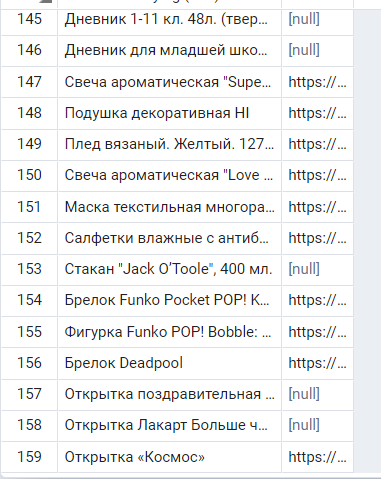 145 Дневник 1-11 кл. 48л. (твер...
146 Дневник для младшей шко... [null]
147 Свеча ароматическая "Supe... https://...
148 Подушка декоративная HI https://...
149 Плед вязаный. Желтый. 127... https://...
150 Свеча ароматическая "Love ... https://...
151 Маска текстильная многора... https://...
152 Салфетки влажные с антиб... https://...
153 Стакан "Jack O'Toole", 400 мл. [null]
154 Брелок Funko Pocket POP! K... https://...
155 Фигурка Funko POP! Bobble: ... https://...
156 Брелок Deadpool https://...
157 Открытка поздравительная ... [null]
158 Открытка Лакарт Больше ч... [null]
159 Открытка «Космос» https://...